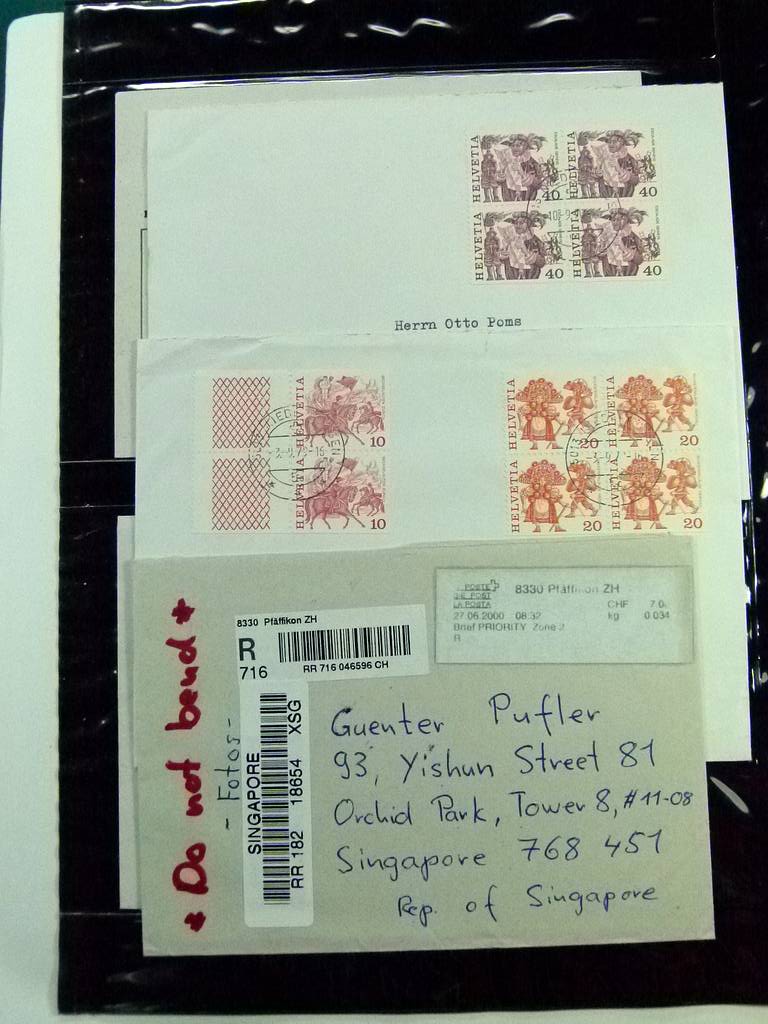 HELVETIA 40 HELVETIA 40
HELVETIA 40 HELVETIA 40
Herrn Otto Poms
HELVETIA 10
HELVETIA 10
HELVETIA 20 HELVETIA 20
HELVETIA 20 HELVETIA 20
POSTE
DIE POST
LA POSTA
8330 Pfäffikon ZH
CHF
27.06.2000 08:32 kg 0.034
Brief PRIORITY Zone 2
R
8330 Pfäffikon ZH
R
716
RR 716 046596 CH
* Do not bend *
- Fotos -
SINGAPORE
RR 182 18654 XSG
Guenter Pufler
93, Yishun Street 81
Orchid Park, Tower 8, #11-08
Singapore 768 451
Rep. of Singapore